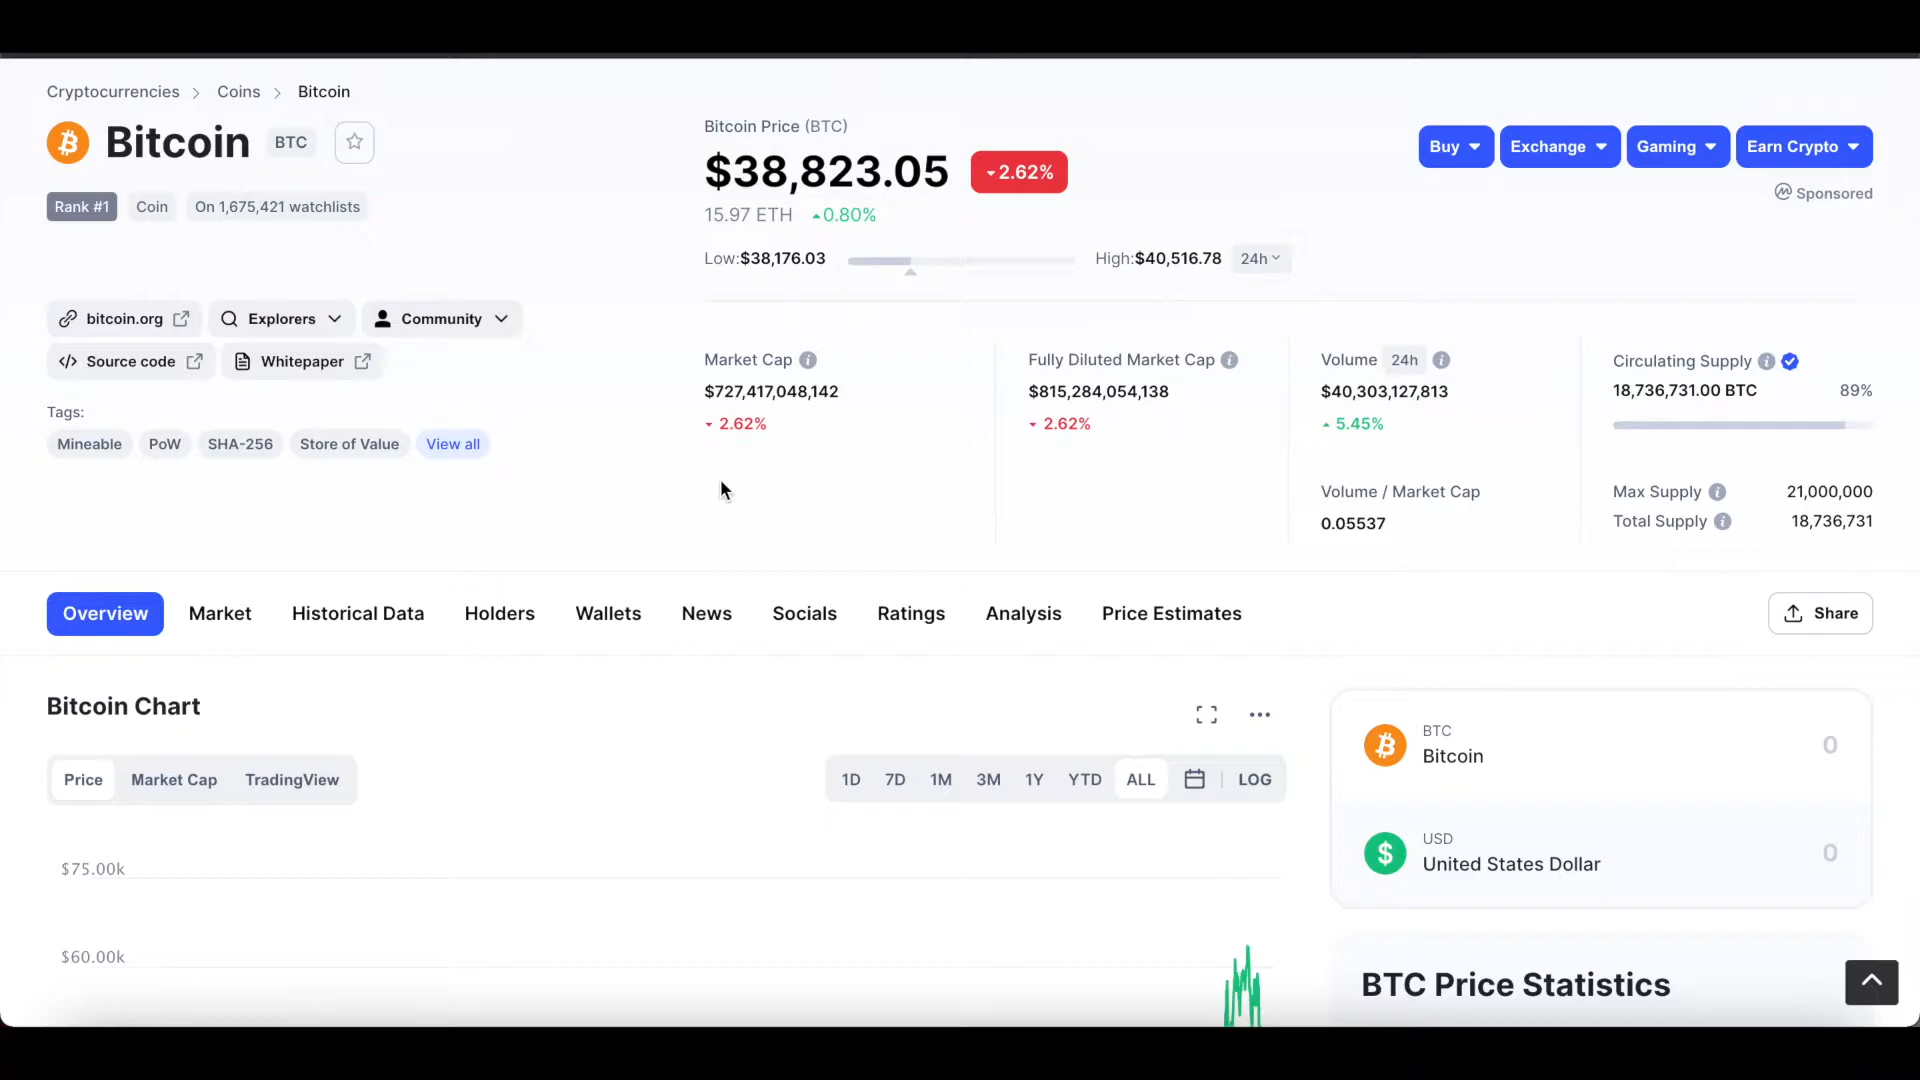 Cryptocurrencies > Coins > Bitcoin
Bitcoin BTC
Rank #1 Coin On 1,675,421 watchlists
bitcoin.org Explorers Community
Source code Whitepaper
Tags:
Mineable PoW SHA-256 Store of Value View all
Bitcoin Price (BTC)
$38,823.05 2.62%
15.97 ETH 0.80%
Low:$38,176.03 High:$40,516.78 24h
Buy Exchange Gaming Earn Crypto
Sponsored
Market Cap
$727,417,048,142
2.62%
Fully Diluted Market Cap
$815,284,054,138
2.62%
Volume 24h
$40,303,127,813
5.45%
Volume / Market Cap
0.05537
Circulating Supply
18,736,731.00 BTC 89%
Max Supply 21,000,000
Total Supply 18,736,731
Overview Market Historical Data Holders Wallets News Socials Ratings Analysis Price Estimates Share
Bitcoin Chart
Price Market Cap TradingView 1D 7D 1M 3M 1Y YTD ALL LOG
$75.00k
$60.00k
BTC
Bitcoin 0
USD
United States Dollar 0
BTC Price Statistics